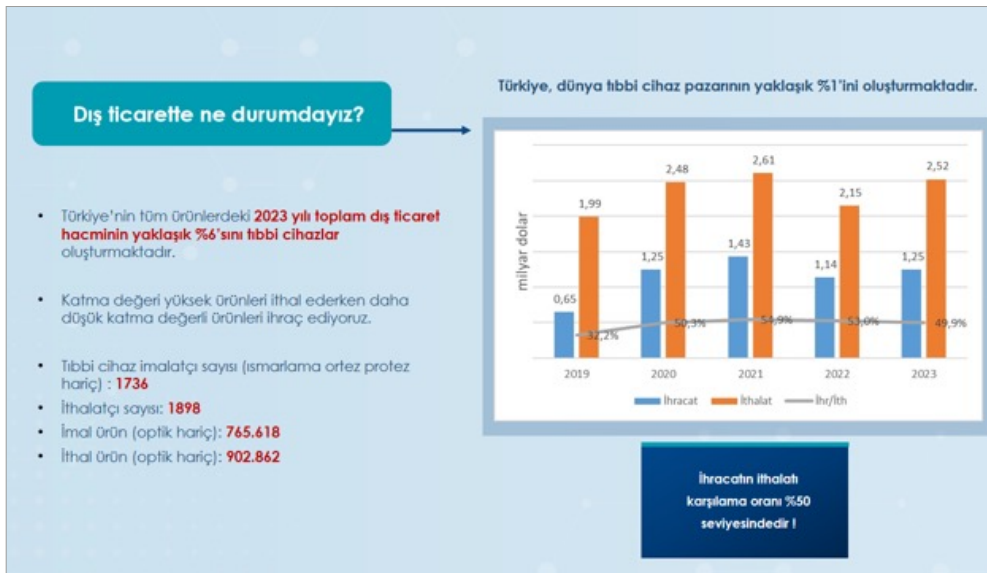 Dış ticarette ne durumdayız?
• Türkiye'nin tüm ürünlerdeki 2023 yılı toplam dış ticaret
hacminin yaklaşık %6'sını tıbbi cihazlar
oluşturmaktadır.
• Katma değeri yüksek ürünleri ithal ederken daha
düşük katma değerli ürünleri ihraç ediyoruz.
• Tıbbi cihaz imalatçı sayısı (ısmarlama ortez protez
hariç) : 1736
• İthalatçı sayısı: 1898
• İmal ürün (optik hariç): 765.618
• İthal ürün (optik hariç): 902.862
Türkiye, dünya tıbbi cihaz pazarının yaklaşık %1'ini oluşturmaktadır.
milyar dolar
0,65
1,99
1,25
2,48
1,43
2,61
1,14
2,15
1,25
2,52
32,2%
50,3%
54,9%
53,0%
49,9%
2019
2020
2021
2022
2023
İhracat
İthalat
İhr/İth
İhracatın ithalatı
karşılama oranı %50
seviyesindedir !